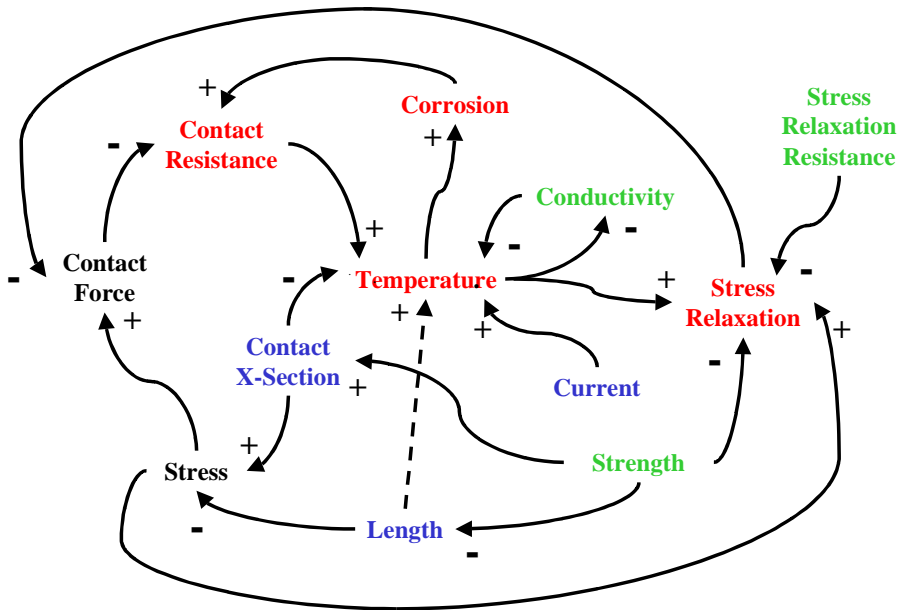 +
Corrosion
Stress
Relaxation
Resistance
Contact
Resistance
-
+
Conductivity
+
-
-
Contact
Force
-
-
Temperature
+
-
Stress
Relaxation
+
+
+
+
Contact
X-Section
-
+
Current
+
Stress
Strength
-
Length
-